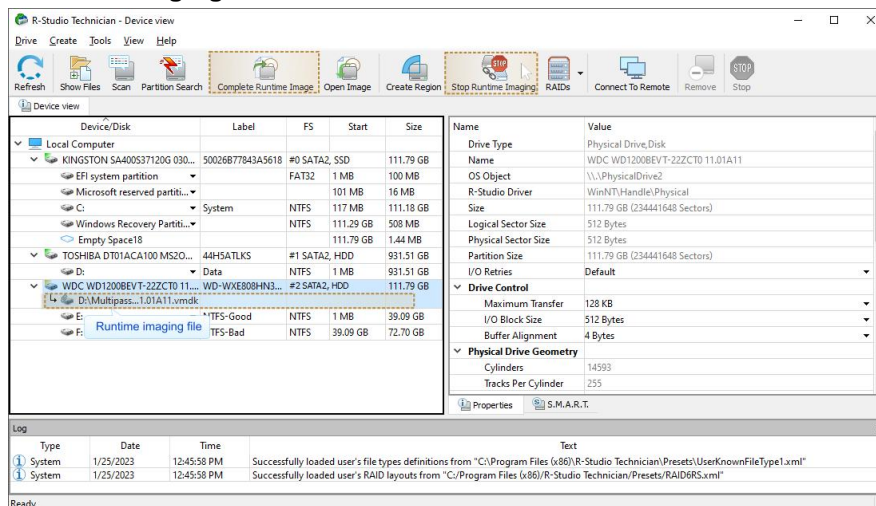 R-Studio Technician - Device view
Drive Create Tools View Help
Refresh Show Files Scan Partition Search Complete Runtime Image Open Image Create Region Stop Runtime Imaging RAIDs Connect To Remote Remove Stop
STOP STOP
Device view
Device/Disk Label FS Start Size
Local Computer
KINGSTON SA400S37120G 030... 50026B77843A5618 #0 SATA2, SSD 111.79 GB
EFI system partition FAT32 1 MB 100 MB
Microsoft reserved partiti... 101 MB 16 MB
C: System NTFS 117 MB 111.18 GB
Windows Recovery Partiti... NTFS 111.29 GB 508 MB
Empty Space18 111.79 GB 1.44 MB
TOSHIBA DT01ACA100 MS2O... 44H5ATLKS #1 SATA2, HDD 931.51 GB
D: Data NTFS 1 MB 931.51 GB
WDC WD1200BEVT-22ZCT0 11.... WD-WXE808HN3... #2 SATA2, HDD 111.79 GB
D:\Multipass...1.01A11.vmdk
E: NTFS-Good NTFS 1 MB 39.09 GB
F: TFS-Bad NTFS 39.09 GB 72.70 GB
Runtime imaging file
Name Value
Drive Type Physical Drive,Disk
Name WDC WD1200BEVT-22ZCT0 11.01A11
OS Object \\.\PhysicalDrive2
R-Studio Driver WinNT\Handle\Physical
Size 111.79 GB (234441648 Sectors)
Logical Sector Size 512 Bytes
Physical Sector Size 512 Bytes
Partition Size 111.79 GB (234441648 Sectors)
I/O Retries Default
Drive Control
Maximum Transfer 128 KB
I/O Block Size 512 Bytes
Buffer Alignment 4 Bytes
Physical Drive Geometry
Cylinders 14593
Tracks Per Cylinder 255
Properties S.M.A.R.T.
Log
Type Date Time Text
System 1/25/2023 12:45:58 PM Successfully loaded user's file types definitions from "C:\Program Files (x86)\R-Studio Technician\Presets\UserKnownFileType1.xml"
System 1/25/2023 12:45:58 PM Successfully loaded user's RAID layouts from "C:/Program Files (x86)/R-Studio Technician/Presets/RAID6RS.xml"
Ready